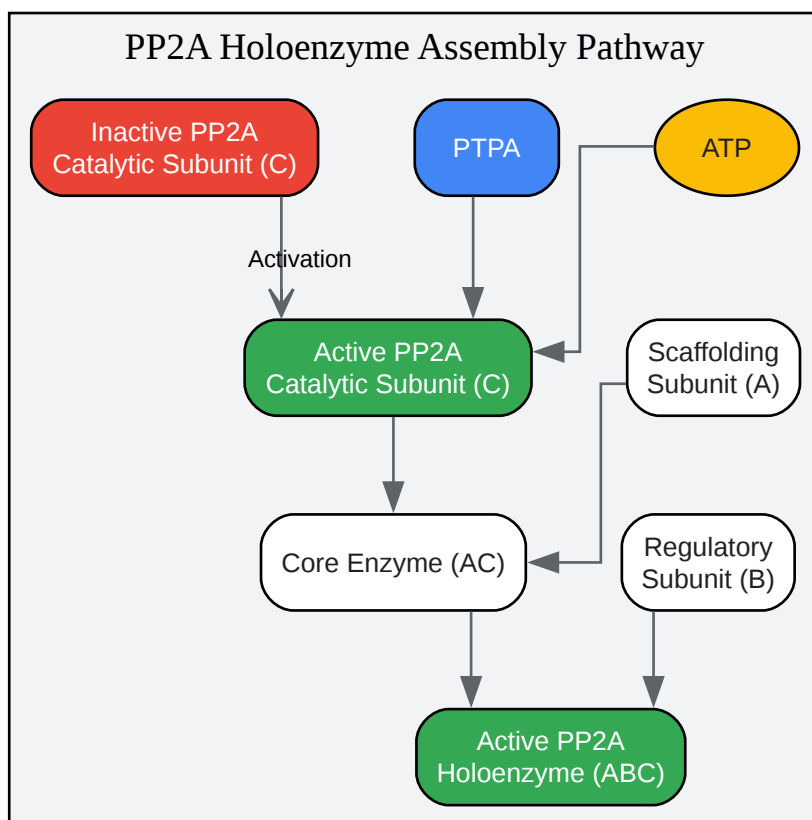 PP2A Holoenzyme Assembly Pathway
Inactive PP2A
Catalytic Subunit (C)
PTPA
ATP
Activation
Active PP2A
Catalytic Subunit (C)
Scaffolding
Subunit (A)
Core Enzyme (AC)
Regulatory
Subunit (B)
Active PP2A
Holoenzyme (ABC)